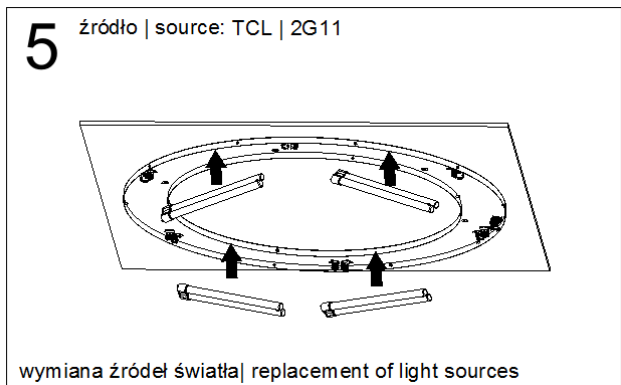 5
źródło | source: TCL | 2G11
wymiana źródeł światła| replacement of light sources